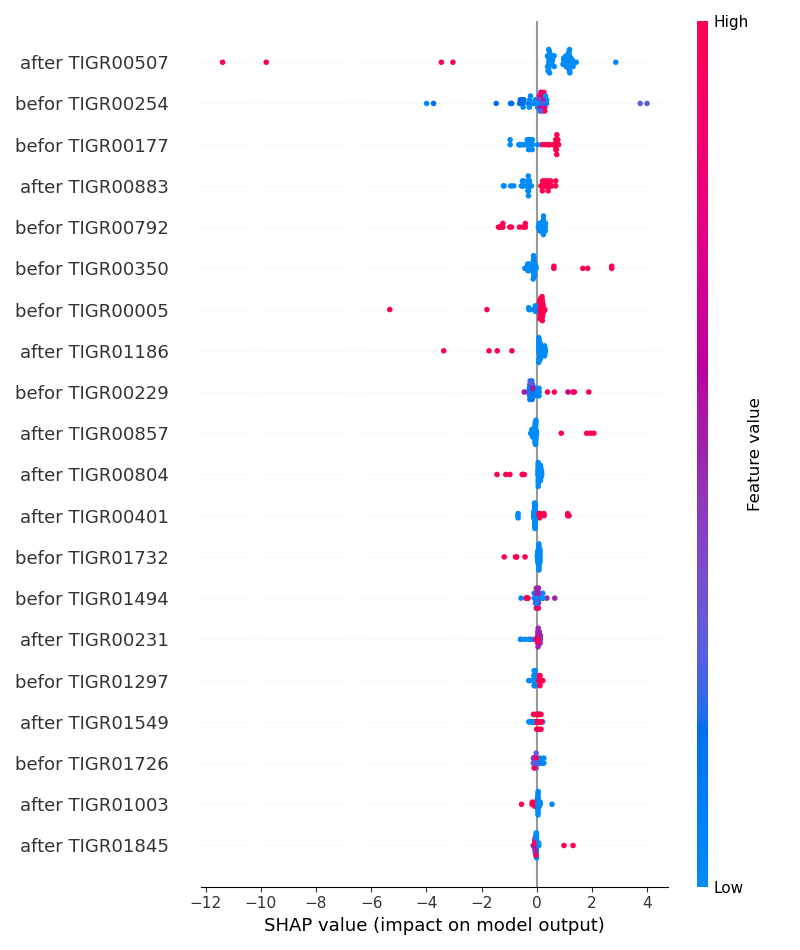 High
after TIGR00507
befor TIGR00254
befor TIGR00177
after TIGR00883
befor TIGR00792
befor TIGR00350
befor TIGR00005
after TIGR01186
befor TIGR00229
after TIGR00857
after TIGR00804
after TIGR00401
befor TIGR01732
befor TIGR01494
after TIGR00231
befor TIGR01297
after TIGR01549
befor TIGR01726
after TIGR01003
after TIGR01845
Feature value
Low
−12 −10 −8 −6 −4 −2 0 2 4
SHAP value (impact on model output)